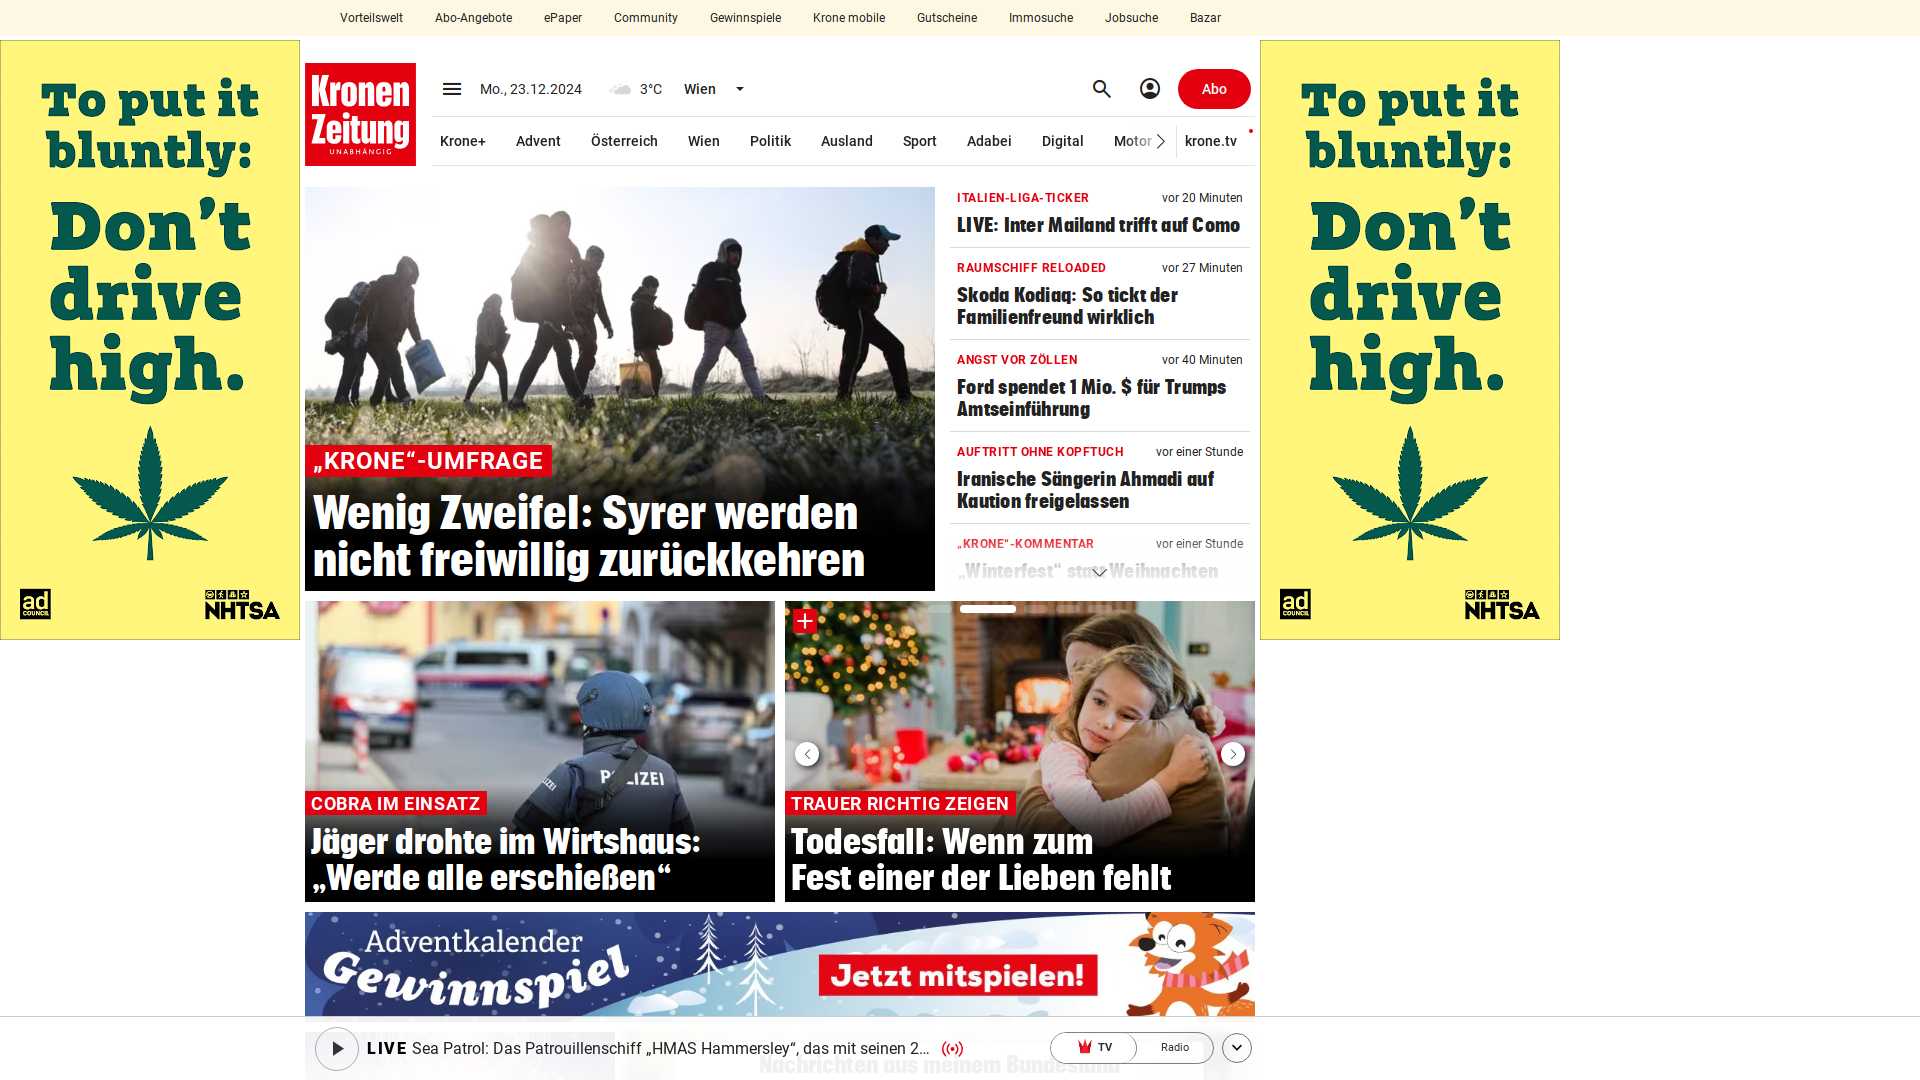 Vorteilswelt Abo-Angebote ePaper Community Gewinnspiele Krone mobile Gutscheine Immosuche Jobsuche Bazar
To put it
bluntly:
Don't
drive
high.
ad
COUNCIL
NHTSA
Kronen
Zeitung
UNABHÄNGIG
Mo., 23.12.2024 3°C Wien
Abo
Krone+ Advent Österreich Wien Politik Ausland Sport Adabei Digital Motor krone.tv
„KRONE“-UMFRAGE
Wenig Zweifel: Syrer werden
nicht freiwillig zurückkehren
ITALIEN-LIGA-TICKER vor 20 Minuten
LIVE: Inter Mailand trifft auf Como
RAUMSCHIFF RELOADED vor 27 Minuten
Skoda Kodiaq: So tickt der
Familienfreund wirklich
ANGST VOR ZÖLLEN vor 40 Minuten
Ford spendet 1 Mio. $ für Trumps
Amtseinführung
AUFTRITT OHNE KOPFTUCH vor einer Stunde
Iranische Sängerin Ahmadi auf
Kaution freigelassen
„KRONE“-KOMMENTAR vor einer Stunde
„Winterfest“ statt Weihnachten
POLIZEI
COBRA IM EINSATZ
Jäger drohte im Wirtshaus:
„Werde alle erschießen“
TRAUER RICHTIG ZEIGEN
Todesfall: Wenn zum
Fest einer der Lieben fehlt
Adventkalender
Gewinnspiel
Jetzt mitspielen!
LIVE Sea Patrol: Das Patrouillenschiff „HMAS Hammersley“, das mit seinen 2...
TV Radio
Nachrichten aus meinem Bundesland
To put it
bluntly:
Don't
drive
high.
ad
COUNCIL
NHTSA